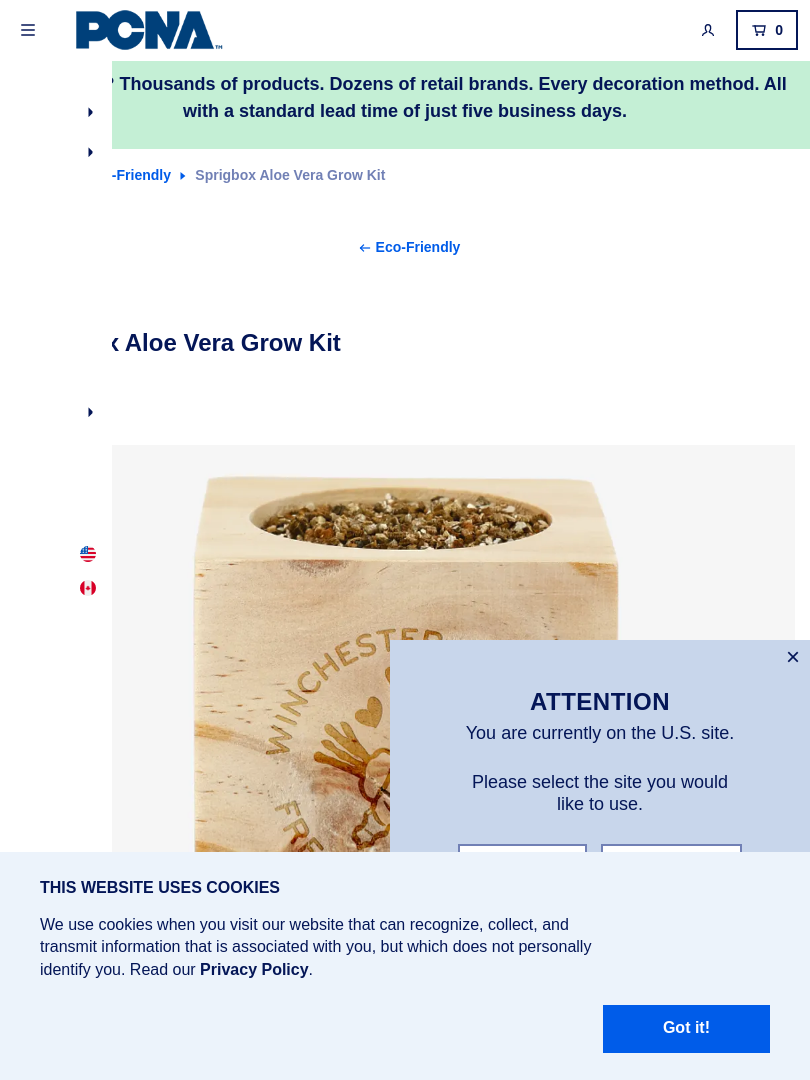 PCNA™
0
? Thousands of products. Dozens of retail brands. Every decoration method. All
with a standard lead time of just five business days.
-Friendly
Sprigbox Aloe Vera Grow Kit
← Eco-Friendly
x Aloe Vera Grow Kit
WINCHESTER
FRE
×
ATTENTION
You are currently on the U.S. site.
Please select the site you would
like to use.
THIS WEBSITE USES COOKIES
We use cookies when you visit our website that can recognize, collect, and
transmit information that is associated with you, but which does not personally
identify you. Read our Privacy Policy.
Got it!